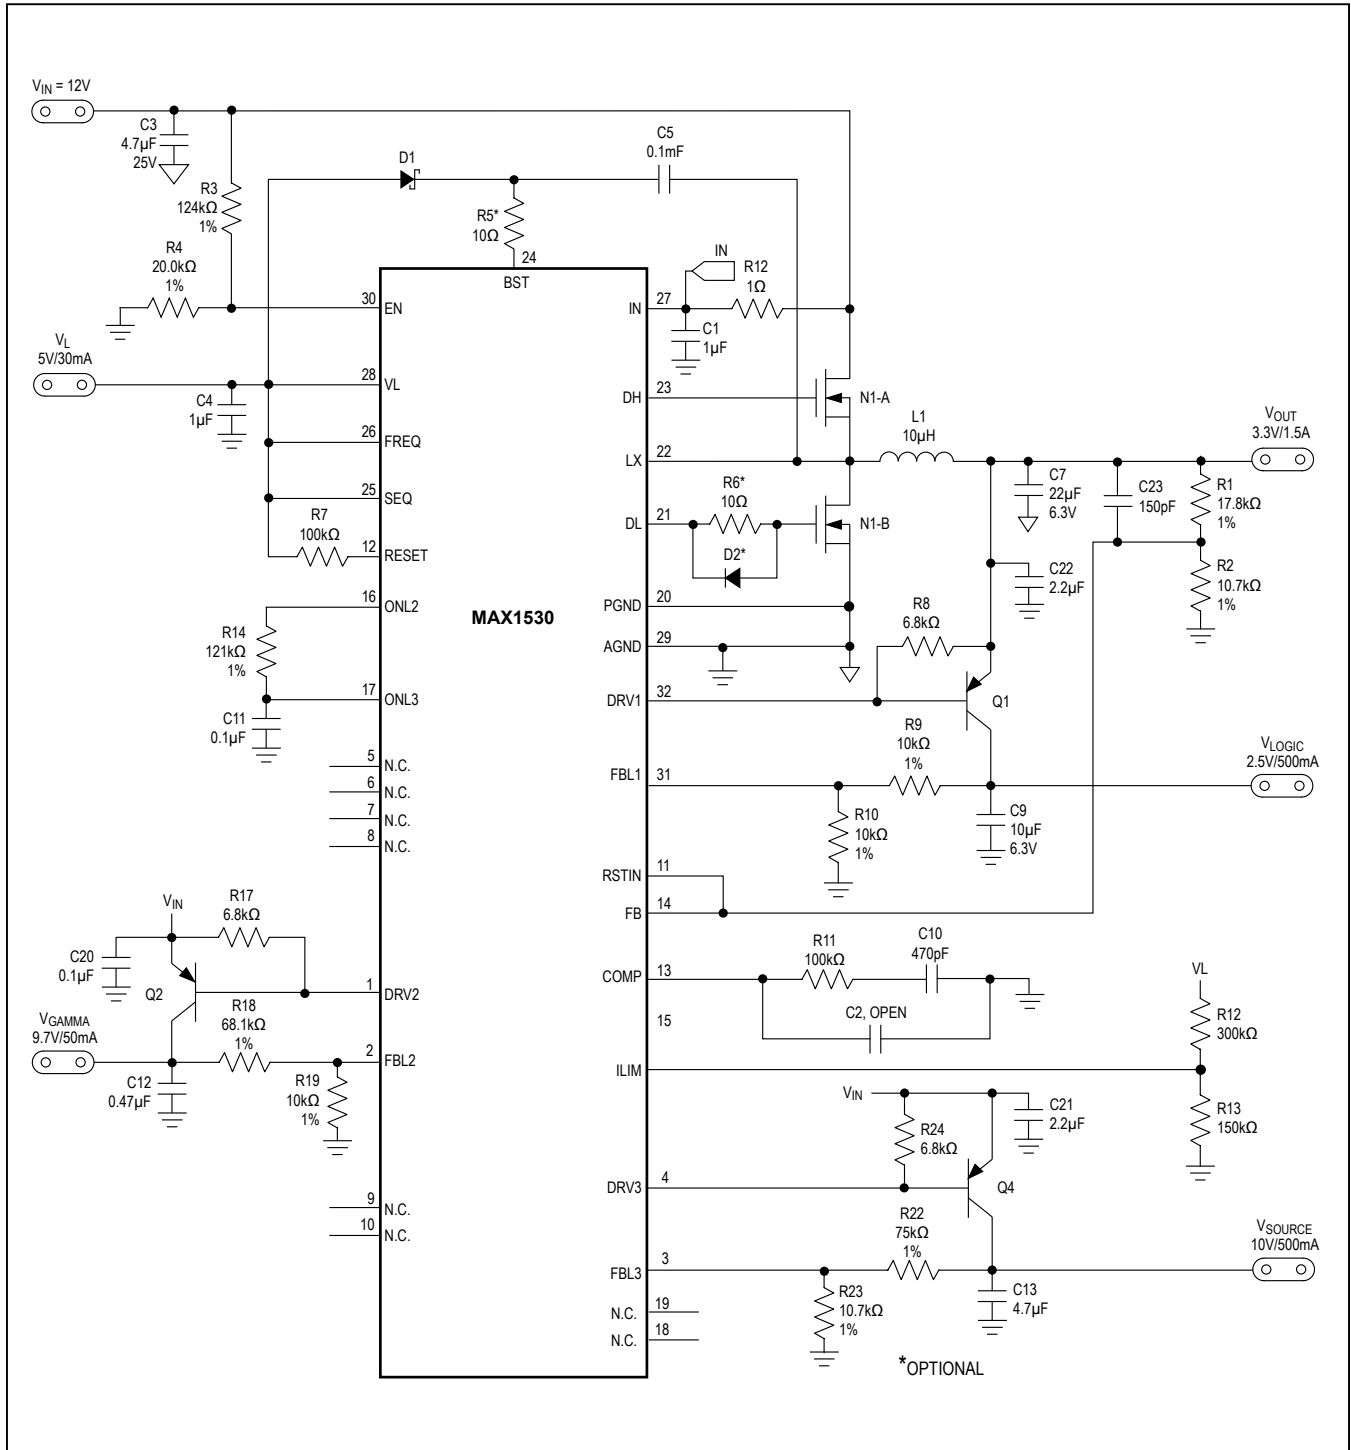 VIN = 12V
C3
4.7µF
25V
R3
124kΩ
1%
R4
20.0kΩ
1%
D1
C5
0.1mF
R5*
10Ω
24
BST
30
EN
VL
5V/30mA
28
VL
C4
1µF
26
FREQ
25
SEQ
R7
100kΩ
12
RESET
16
ONL2
R14
121kΩ
1%
17
ONL3
C11
0.1µF
5
N.C.
6
N.C.
7
N.C.
8
N.C.
VIN
R17
6.8kΩ
C20
0.1µF
Q2
1
DRV2
R18
68.1kΩ
1%
VGAMMA
9.7V/50mA
2
FBL2
C12
0.47µF
R19
10kΩ
1%
9
N.C.
10
N.C.
MAX1530
IN
IN
27
R12
1Ω
C1
1µF
DH
23
N1-A
L1
10µH
LX
22
VOUT
3.3V/1.5A
C7
22µF
6.3V
C23
150pF
R1
17.8kΩ
1%
R6*
10Ω
DL
21
N1-B
D2*
C22
2.2µF
R2
10.7kΩ
1%
PGND
20
AGND
29
R8
6.8kΩ
DRV1
32
Q1
R9
10kΩ
1%
VLOGIC
2.5V/500mA
FBL1
31
R10
10kΩ
1%
C9
10µF
6.3V
RSTIN
11
FB
14
R11
100kΩ
C10
470pF
COMP
13
C2, OPEN
15
VL
R12
300kΩ
ILIM
R13
150kΩ
VIN
C21
2.2µF
R24
6.8kΩ
DRV3
4
Q4
R22
75kΩ
1%
VSOURCE
10V/500mA
FBL3
3
R23
10.7kΩ
1%
C13
4.7µF
N.C.
19
N.C.
18
*OPTIONAL